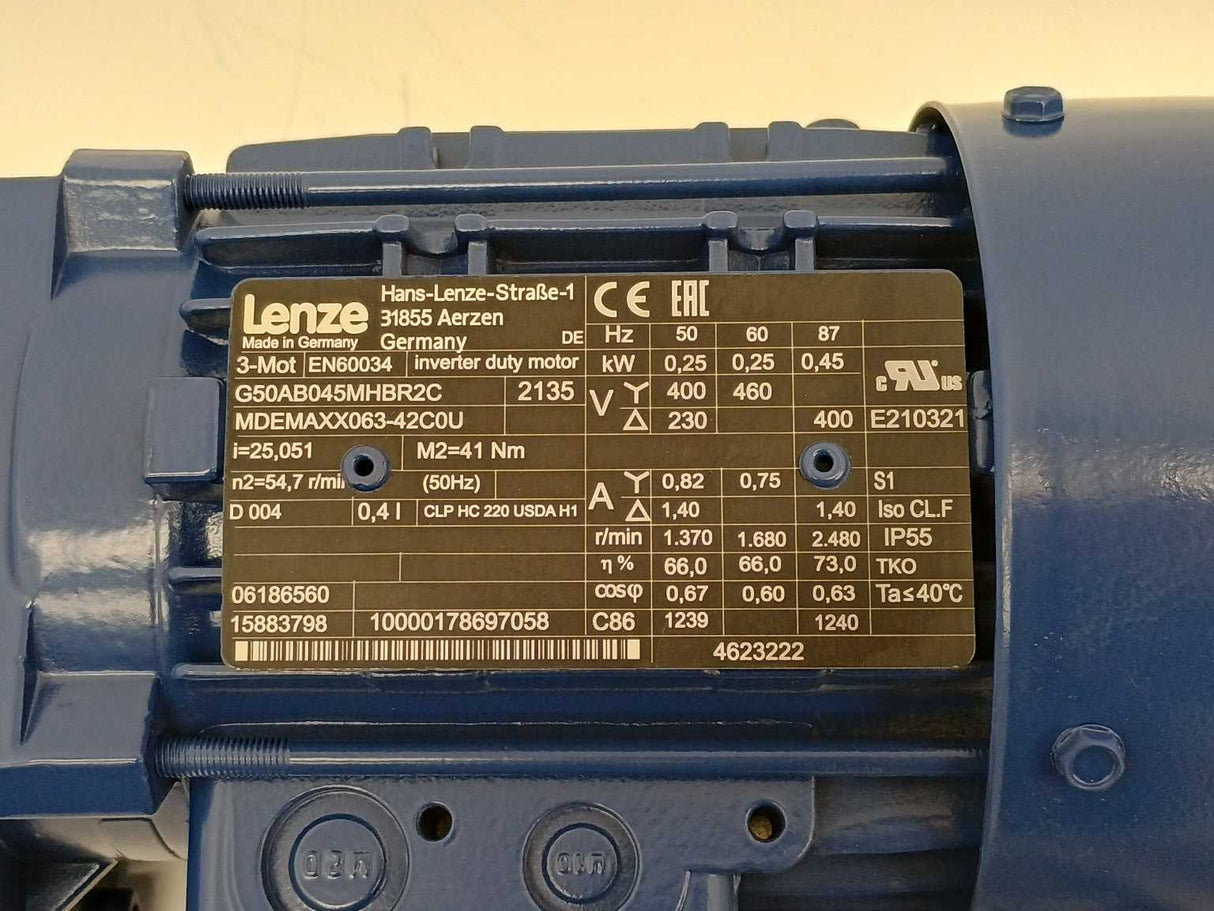 Lenze
Made in Germany
Hans-Lenze-Straße-1
31855 Aerzen
Germany DE
CE EAC
Hz 50 60 87
3-Mot EN60034 inverter duty motor kW 0,25 0,25 0,45
G50AB045MHBR2C 2135 V Y 400 460 c RU us
MDEMAXX063-42C0U Δ 230 400 E210321
i=25,051 M2=41 Nm
n2=54,7 r/min (50Hz) A Y 0,82 0,75 S1
D 004 0,4 l CLP HC 220 USDA H1 Δ 1,40 1,40 Iso CL.F
r/min 1.370 1.680 2.480 IP55
η % 66,0 66,0 73,0 TKO
06186560 cosφ 0,67 0,60 0,63 Ta≤40°C
15883798 10000178697058 C86 1239 1240
4623222